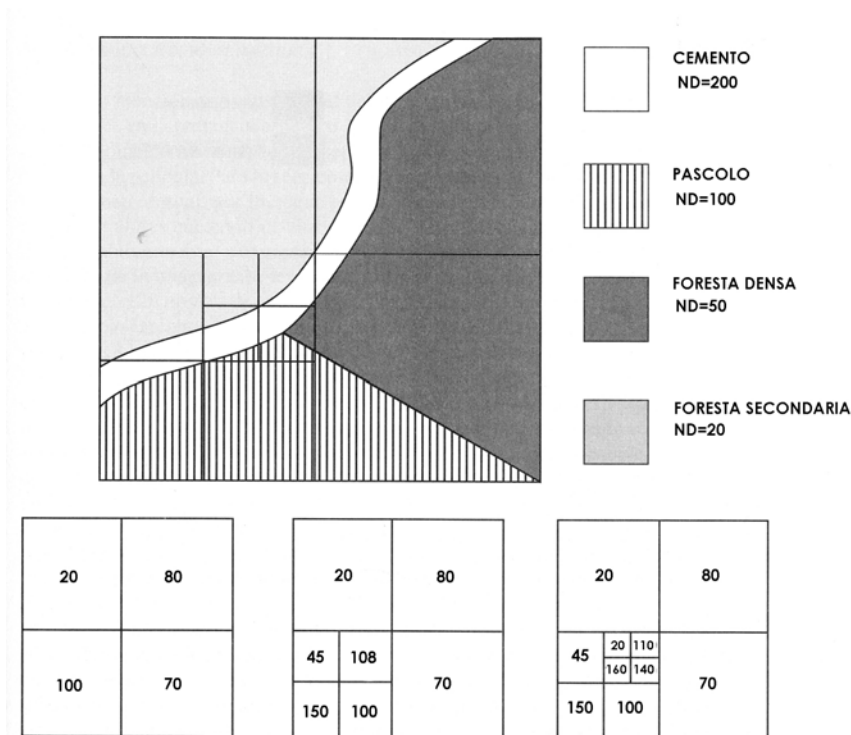 CEMENTO
ND=200
PASCOLO
ND=100
FORESTA DENSA
ND=50
FORESTA SECONDARIA
ND=20
20 80
100 70
20 80
45 108
70
150 100
20 80
45 20 110
160 140
70
150 100